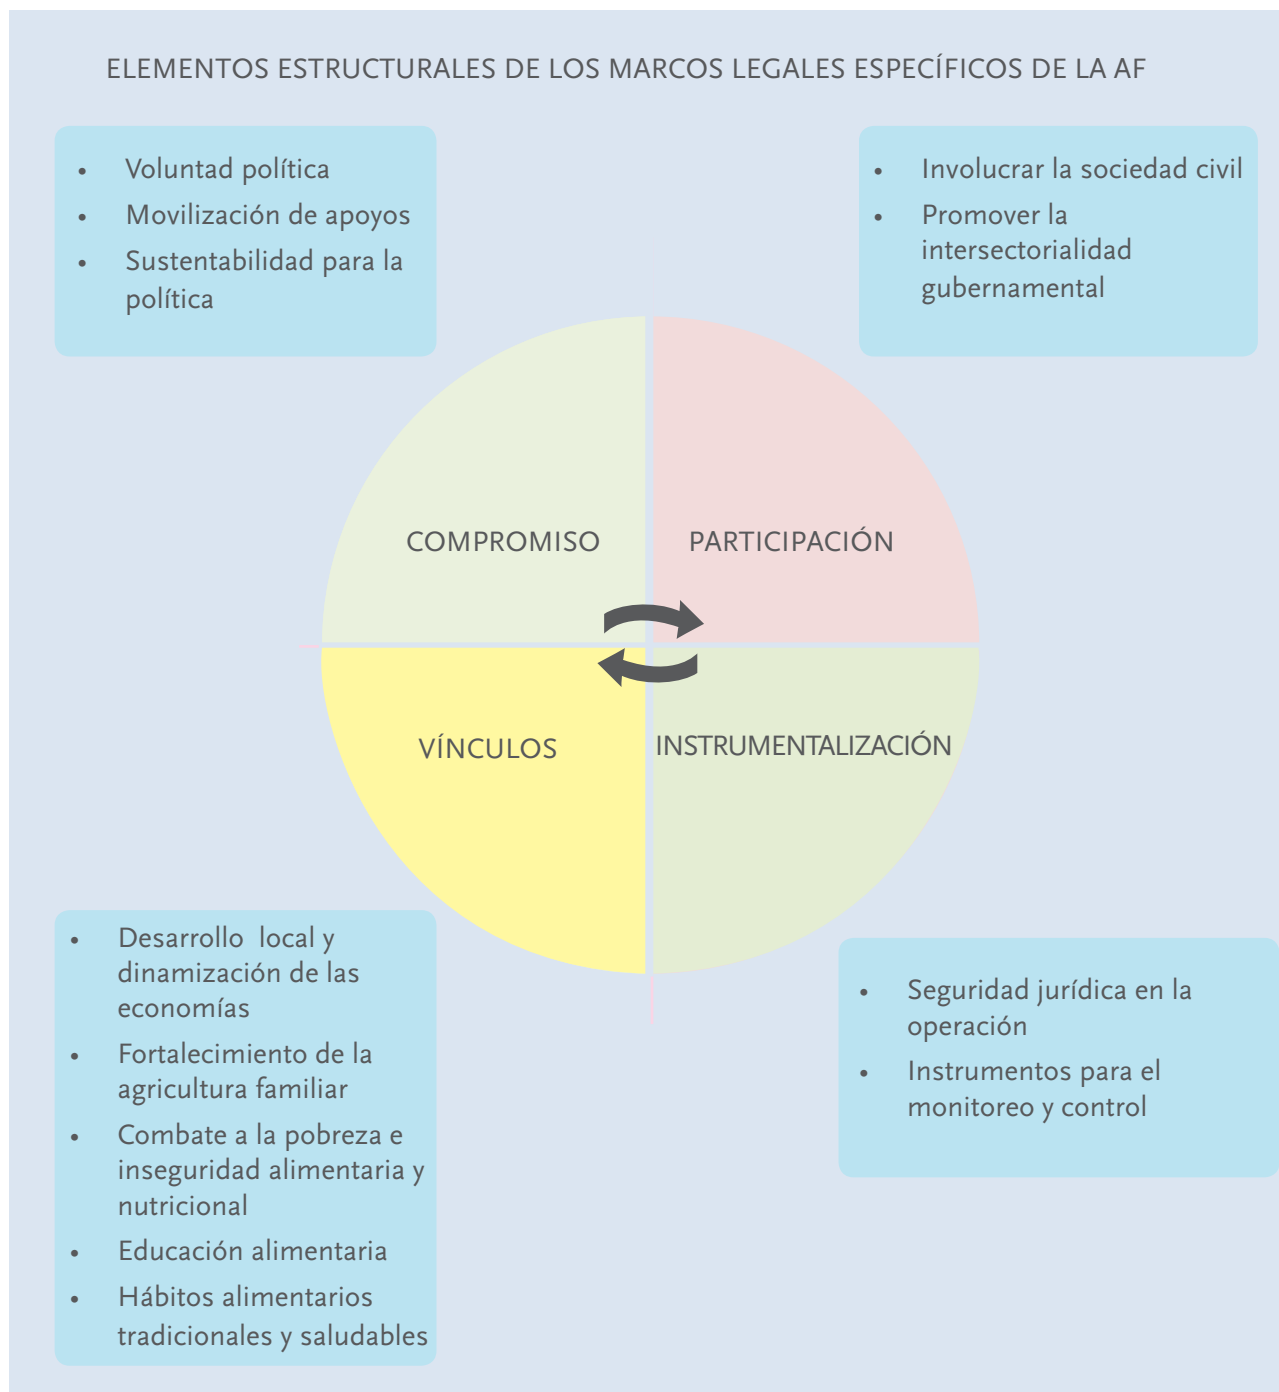 ELEMENTOS ESTRUCTURALES DE LOS MARCOS LEGALES ESPECÍFICOS DE LA AF
• Voluntad política
• Movilización de apoyos
• Sustentabilidad para la
política
• Involucrar la sociedad civil
• Promover la
intersectorialidad
gubernamental
COMPROMISO
PARTICIPACIÓN
VÍNCULOS
INSTRUMENTALIZACIÓN
• Desarrollo local y
dinamización de las
economías
• Fortalecimiento de la
agricultura familiar
• Combate a la pobreza e
inseguridad alimentaria y
nutricional
• Educación alimentaria
• Hábitos alimentarios
tradicionales y saludables
• Seguridad jurídica en la
operación
• Instrumentos para el
monitoreo y control